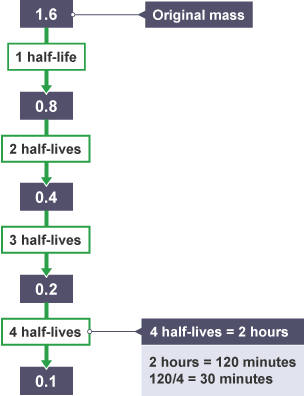 1.6
Original mass
1 half-life
0.8
2 half-lives
0.4
3 half-lives
0.2
4 half-lives
4 half-lives = 2 hours
2 hours = 120 minutes
120/4 = 30 minutes
0.1